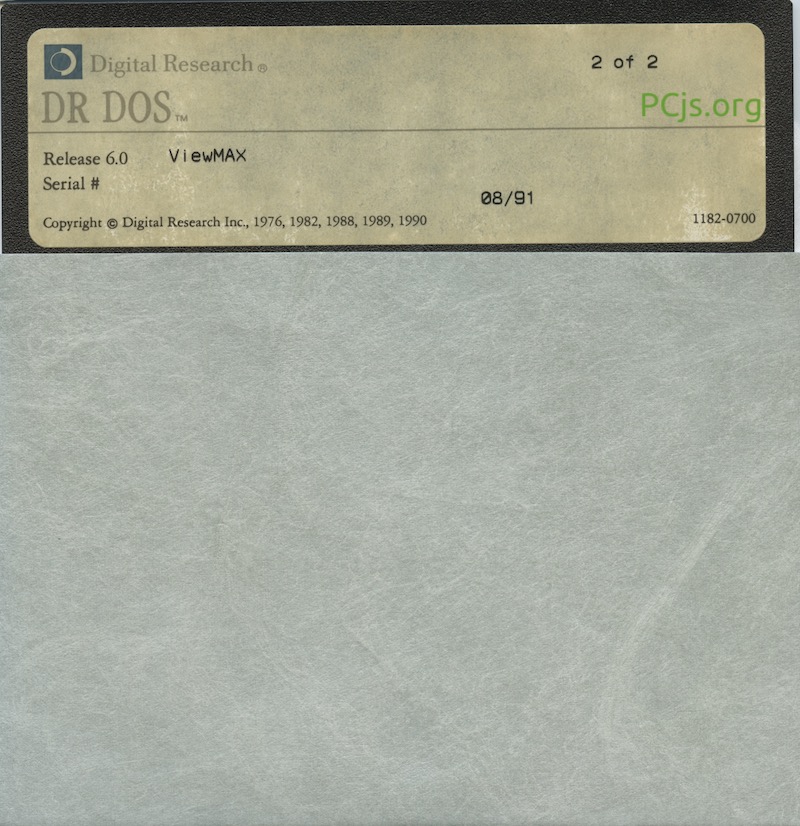 Digital Research®
2 of 2
DR DOS™
PCjs.org
Release 6.0 ViewMAX
Serial #
08/91
Copyright © Digital Research Inc., 1976, 1982, 1988, 1989, 1990
1182-0700